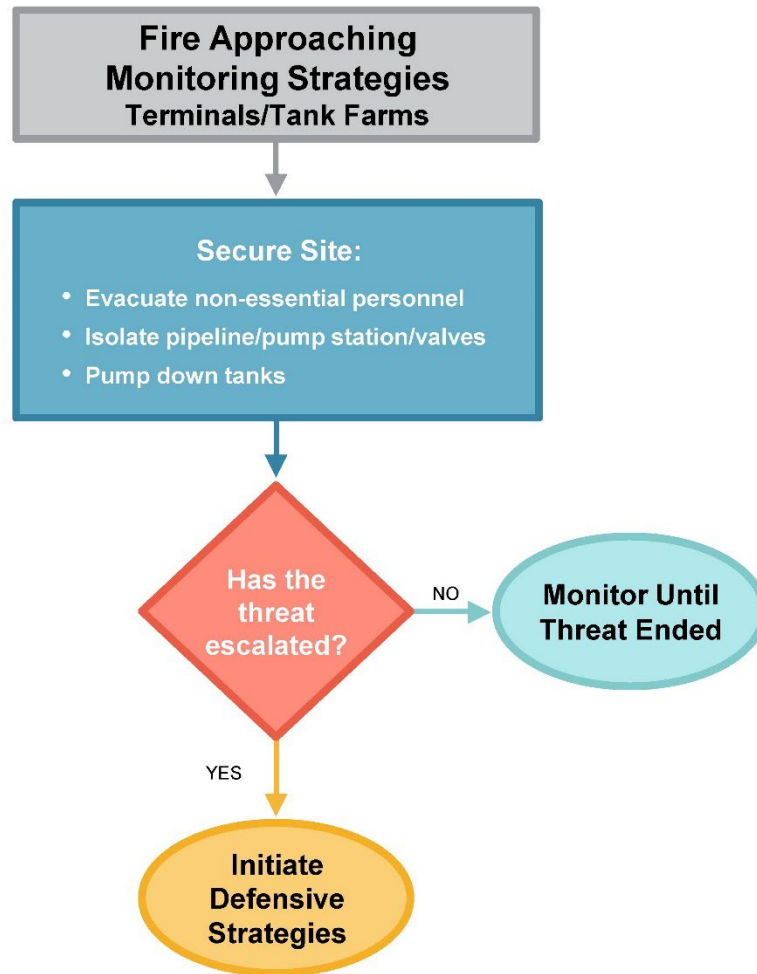 Fire Approaching
Monitoring Strategies
Terminals/Tank Farms
Secure Site:
• Evacuate non-essential personnel
• Isolate pipeline/pump station/valves
• Pump down tanks
Has the
threat
escalated?
NO
Monitor Until
Threat Ended
YES
Initiate
Defensive
Strategies